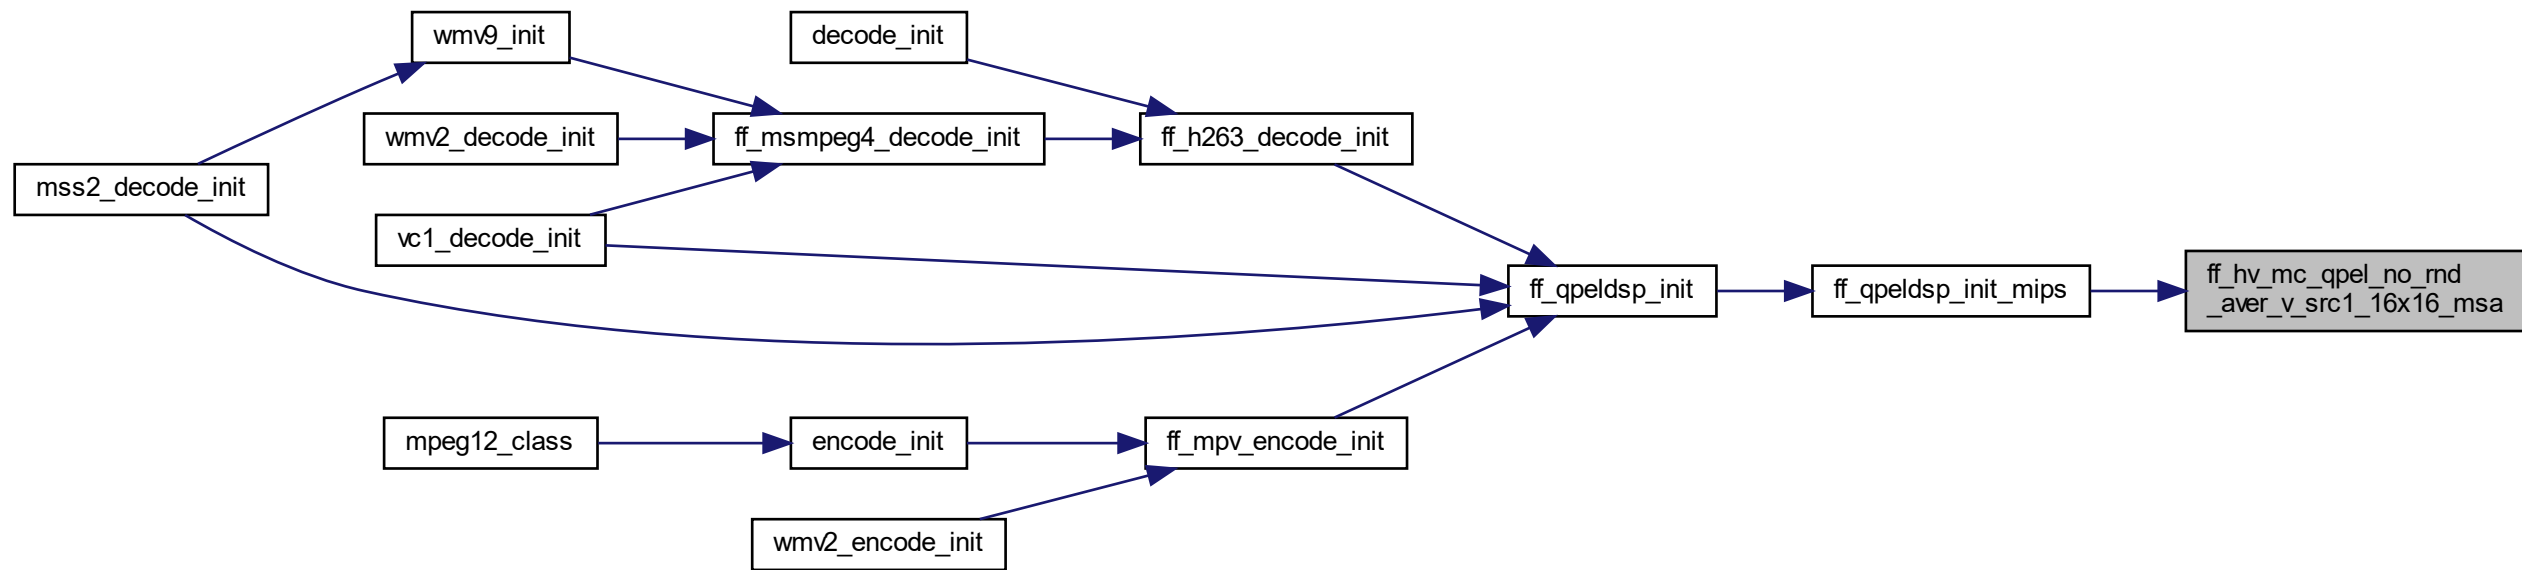 wmv9_init
decode_init
wmv2_decode_init
ff_msmpeg4_decode_init
ff_h263_decode_init
mss2_decode_init
vc1_decode_init
ff_qpeldsp_init
ff_qpeldsp_init_mips
ff_hv_mc_qpel_no_rnd
_aver_v_src1_16x16_msa
mpeg12_class
encode_init
ff_mpv_encode_init
wmv2_encode_init